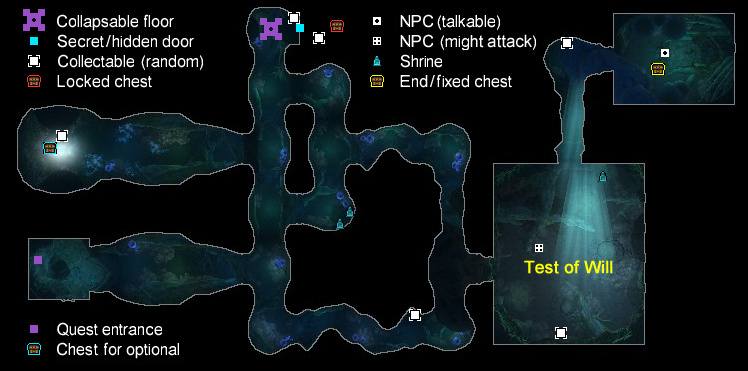 Collapsable floor
Secret/hidden door
Collectable (random)
Locked chest
NPC (talkable)
NPC (might attack)
Shrine
End/fixed chest
Test of Will
Quest entrance
Chest for optional